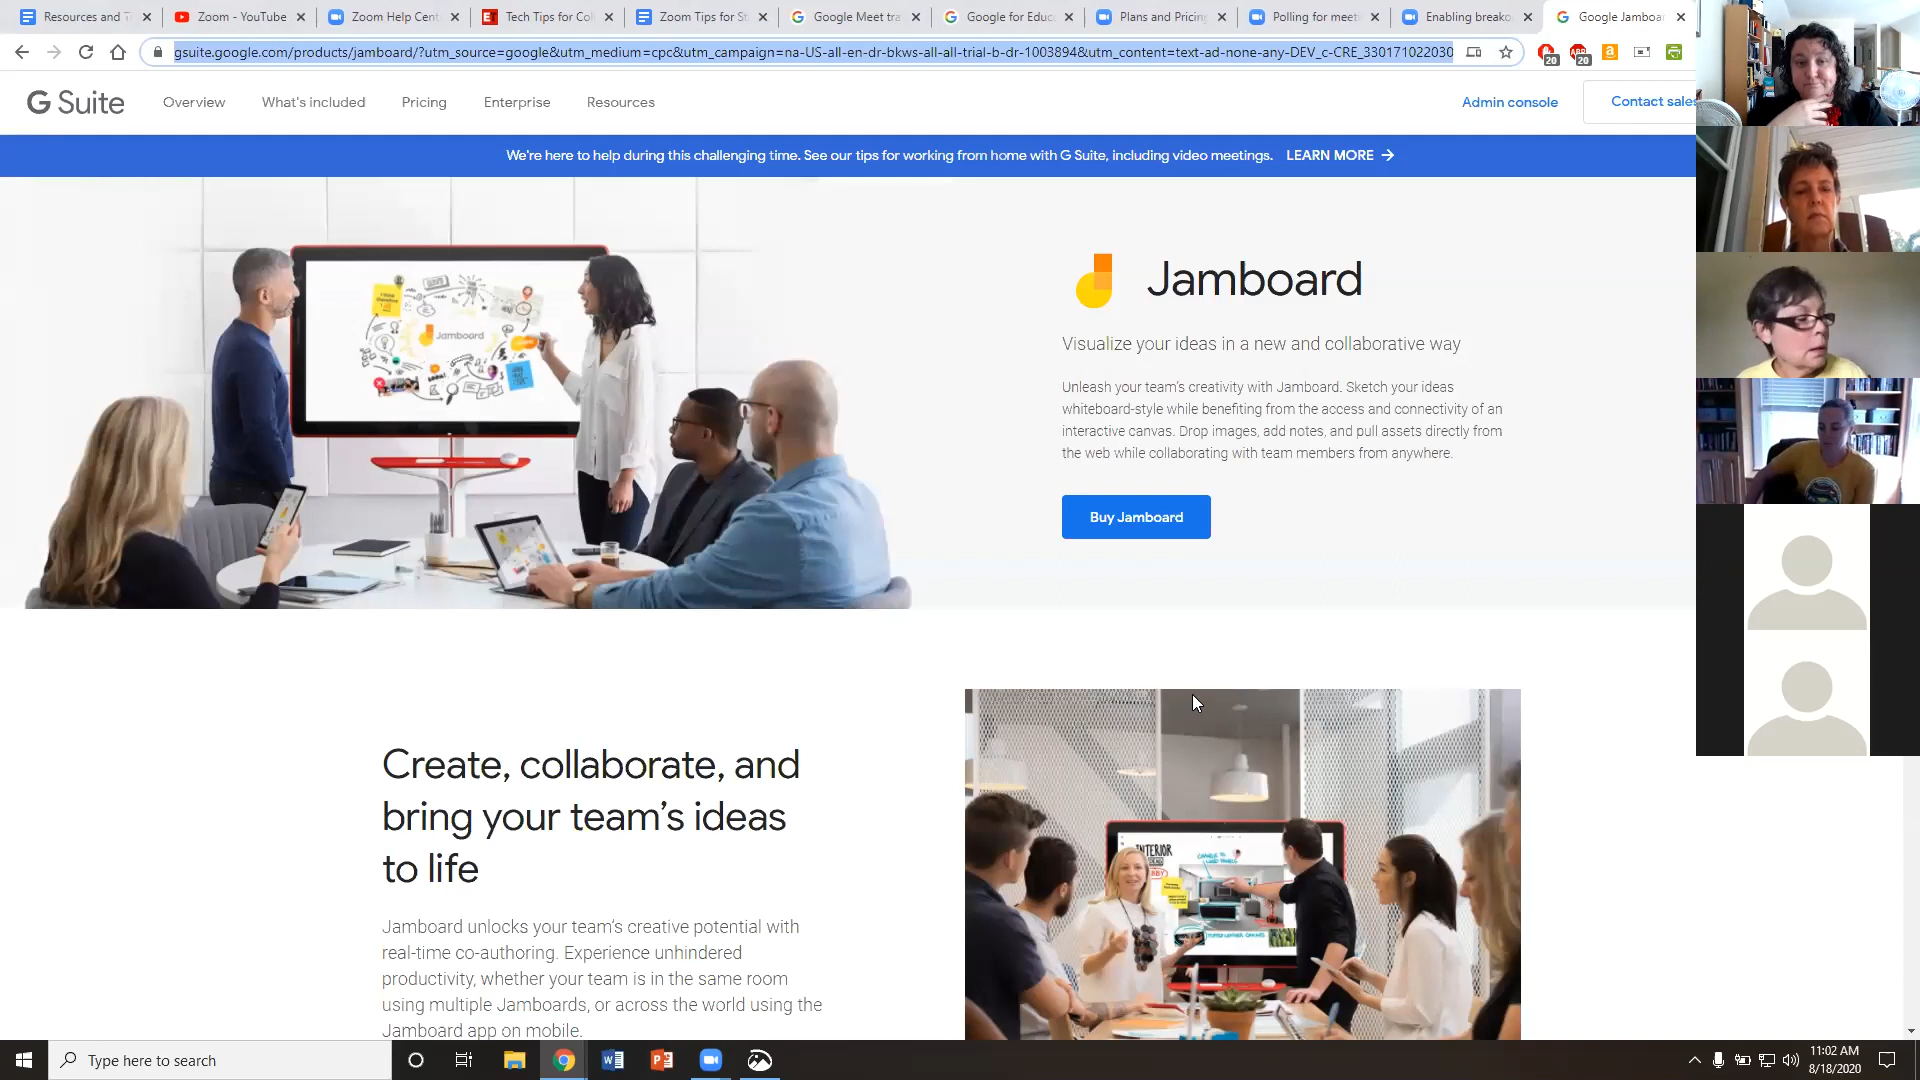 Resources and T
Zoom - YouTube
Zoom Help Cent
Tech Tips for Col
Zoom Tips for St
Google Meet tra
Google for Educ
Plans and Pricing
Polling for meeti
Enabling breako
Google Jamboar
gsuite.google.com/products/jamboard/?utm_source=google&utm_medium=cpc&utm_campaign=na-US-all-en-dr-bkws-all-all-trial-b-dr-1003894&utm_content=text-ad-none-any-DEV_c-CRE_330171022030
20
20
G Suite
Overview
What's included
Pricing
Enterprise
Resources
Admin console
Contact sales
We're here to help during this challenging time. See our tips for working from home with G Suite, including video meetings. LEARN MORE →
Jamboard
Jamboard
Visualize your ideas in a new and collaborative way
Unleash your team's creativity with Jamboard. Sketch your ideas
whiteboard-style while benefiting from the access and connectivity of an
interactive canvas. Drop images, add notes, and pull assets directly from
the web while collaborating with team members from anywhere.
Buy Jamboard
Create, collaborate, and
bring your team's ideas
to life
Jamboard unlocks your team's creative potential with
real-time co-authoring. Experience unhindered
productivity, whether your team is in the same room
using multiple Jamboards, or across the world using the
Jamboard app on mobile.
INTERIOR
Type here to search
11:02 AM
8/18/2020